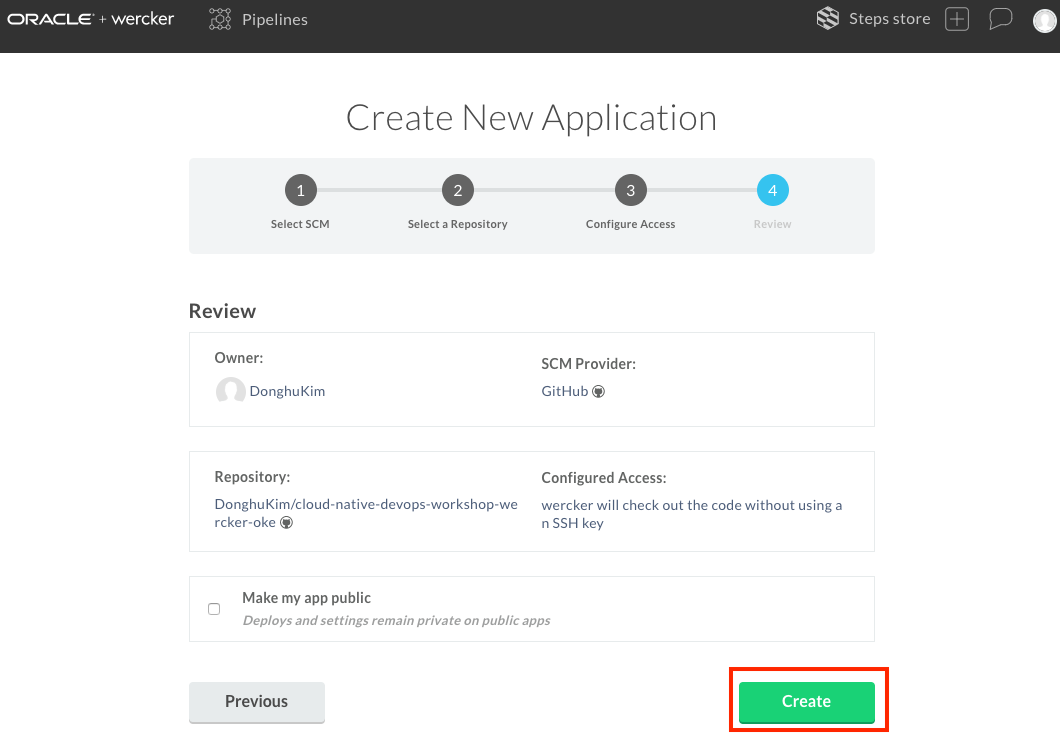 ORACLE + wercker Pipelines Steps store
Create New Application
1 2 3 4
Select SCM Select a Repository Configure Access Review
Review
Owner:
DonghuKim
SCM Provider:
GitHub
Repository:
DonghuKim/cloud-native-devops-workshop-we
rcker-oke
Configured Access:
wercker will check out the code without using a
n SSH key
Make my app public
Deploys and settings remain private on public apps
Previous Create